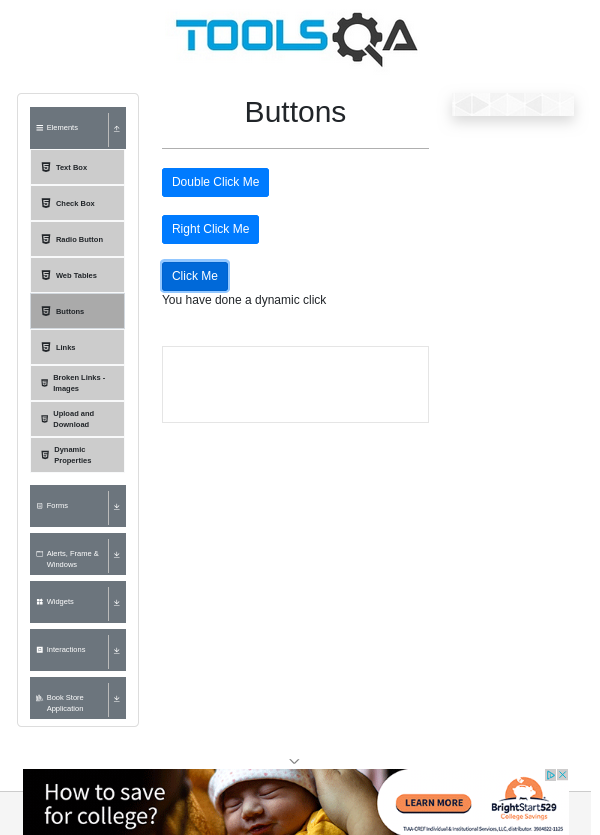 TOOLSQA
Elements
Text Box
Check Box
Radio Button
Web Tables
Buttons
Links
Broken Links -
Images
Upload and
Download
Dynamic
Properties
Forms
Alerts, Frame &
Windows
Widgets
Interactions
Book Store
Application
Buttons
Double Click Me
Right Click Me
Click Me
You have done a dynamic click
How to save
for college?
LEARN MORE
BrightStart529
College Savings
TIAA-CREF Individual & Institutional Services, LLC, distributor. 3904922-1125